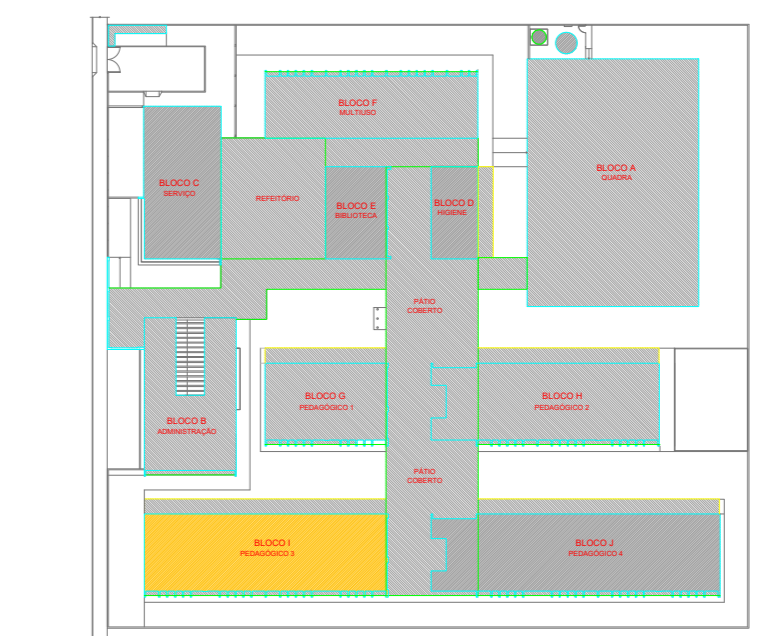 BLOCO F
MULTIUSO
BLOCO A
QUADRA
BLOCO C
SERVIÇO
REFEITÓRIO
BLOCO E
BIBLIOTECA
BLOCO D
HIGIENE
PÁTIO
COBERTO
BLOCO G
PEDAGÓGICO 1
BLOCO H
PEDAGÓGICO 2
BLOCO B
ADMINISTRAÇÃO
PÁTIO
COBERTO
BLOCO I
PEDAGÓGICO 3
BLOCO J
PEDAGÓGICO 4